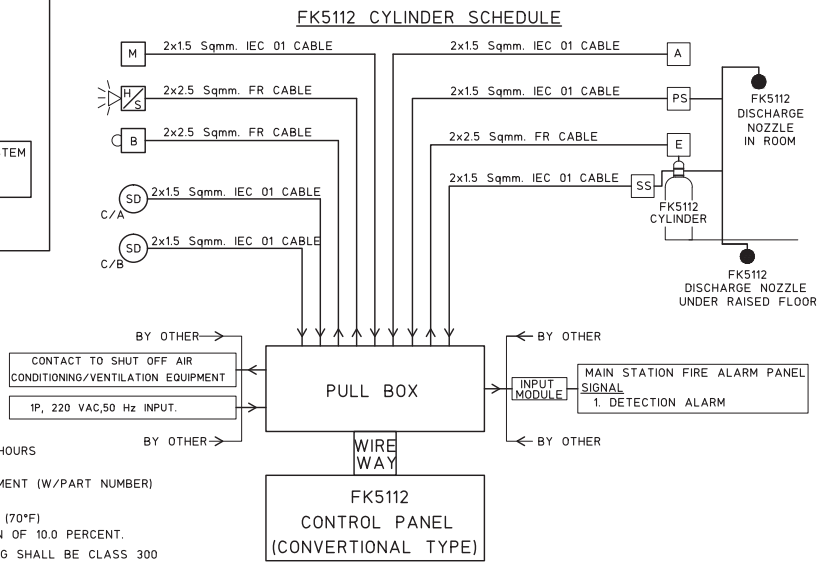 FK5112 CYLINDER SCHEDULE
M
2x1.5 Sqmm. IEC 01 CABLE
2x1.5 Sqmm. IEC 01 CABLE
A
H/S
2x2.5 Sqmm. FR CABLE
2x1.5 Sqmm. IEC 01 CABLE
PS
FK5112
DISCHARGE
NOZZLE
IN ROOM
B
2x2.5 Sqmm. FR CABLE
2x2.5 Sqmm. FR CABLE
E
TEM
SD
2x1.5 Sqmm. IEC 01 CABLE
C/A
2x1.5 Sqmm. IEC 01 CABLE
SS
FK5112
CYLINDER
SD
2x1.5 Sqmm. IEC 01 CABLE
C/B
FK5112
DISCHARGE NOZZLE
UNDER RAISED FLOOR
BY OTHER
CONTACT TO SHUT OFF AIR
CONDITIONING/VENTILATION EQUIPMENT
1P, 220 VAC,50 Hz INPUT.
BY OTHER
PULL BOX
BY OTHER
INPUT
MODULE
MAIN STATION FIRE ALARM PANEL
SIGNAL
1. DETECTION ALARM
BY OTHER
WIRE
WAY
FK5112
CONTROL PANEL
(CONVERTIONAL TYPE)
HOURS
MENT (W/PART NUMBER)
(70°F)
N OF 10.0 PERCENT.
G SHALL BE CLASS 300